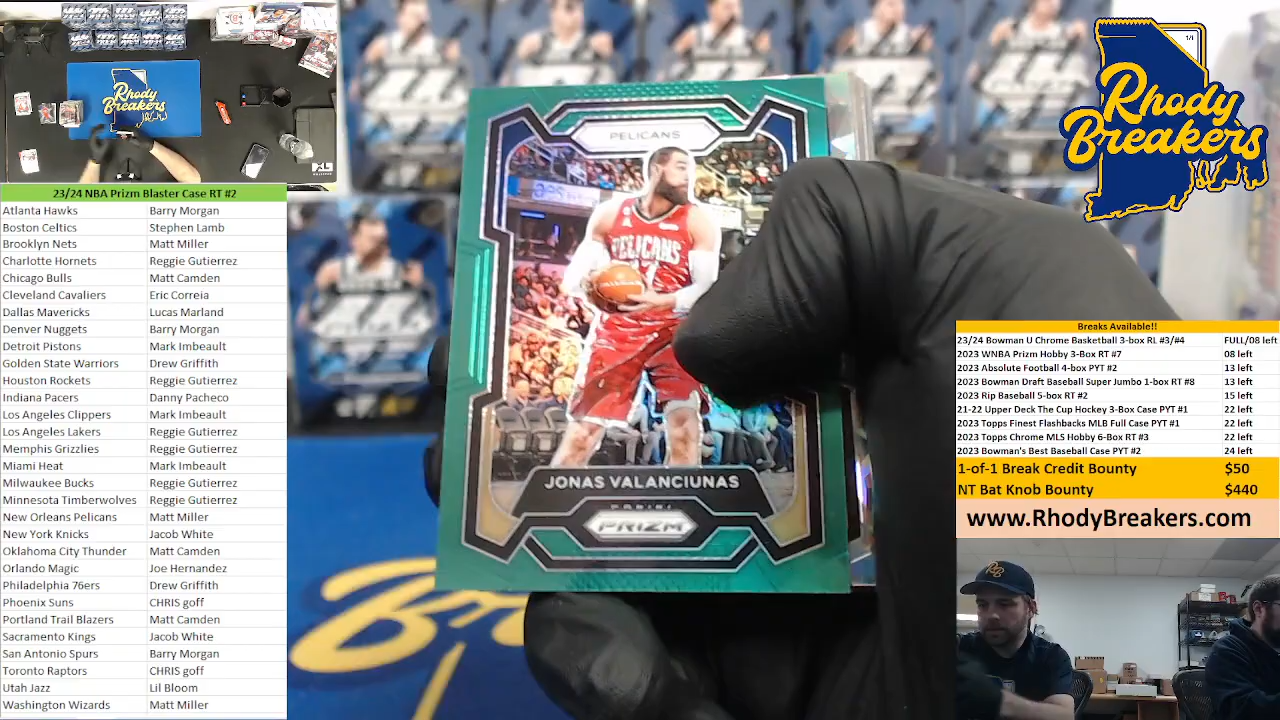 Rhody
Breakers
XL
23/24 NBA Prizm Blaster Case RT #2
Atlanta Hawks Barry Morgan
Boston Celtics Stephen Lamb
Brooklyn Nets Matt Miller
Charlotte Hornets Reggie Gutierrez
Chicago Bulls Matt Camden
Cleveland Cavaliers Eric Correia
Dallas Mavericks Lucas Marland
Denver Nuggets Barry Morgan
Detroit Pistons Mark Imbeault
Golden State Warriors Drew Griffith
Houston Rockets Reggie Gutierrez
Indiana Pacers Danny Pacheco
Los Angeles Clippers Mark Imbeault
Los Angeles Lakers Reggie Gutierrez
Memphis Grizzlies Reggie Gutierrez
Miami Heat Mark Imbeault
Milwaukee Bucks Reggie Gutierrez
Minnesota Timberwolves Reggie Gutierrez
New Orleans Pelicans Matt Miller
New York Knicks Jacob White
Oklahoma City Thunder Matt Camden
Orlando Magic Joe Hernandez
Philadelphia 76ers Drew Griffith
Phoenix Suns CHRIS goff
Portland Trail Blazers Matt Camden
Sacramento Kings Jacob White
San Antonio Spurs Barry Morgan
Toronto Raptors CHRIS goff
Utah Jazz Lil Bloom
Washington Wizards Matt Miller
PELICANS
PELICANS
JONAS VALANCIUNAS
PANINI
PRIZM
1/1
Rhody
Breakers
Breaks Available!!
23/24 Bowman U Chrome Basketball 3-box RL #3/#4 FULL/08 left
2023 WNBA Prizm Hobby 3-Box RT #7 08 left
2023 Absolute Football 4-box PYT #2 13 left
2023 Bowman Draft Baseball Super Jumbo 1-box RT #8 13 left
2023 Rip Baseball 5-box RT #2 15 left
21-22 Upper Deck The Cup Hockey 3-Box Case PYT #1 22 left
2023 Topps Finest Flashbacks MLB Full Case PYT #1 22 left
2023 Topps Chrome MLS Hobby 6-Box RT #3 22 left
2023 Bowman's Best Baseball Case PYT #2 24 left
1-of-1 Break Credit Bounty $50
NT Bat Knob Bounty $440
www.RhodyBreakers.com
RB